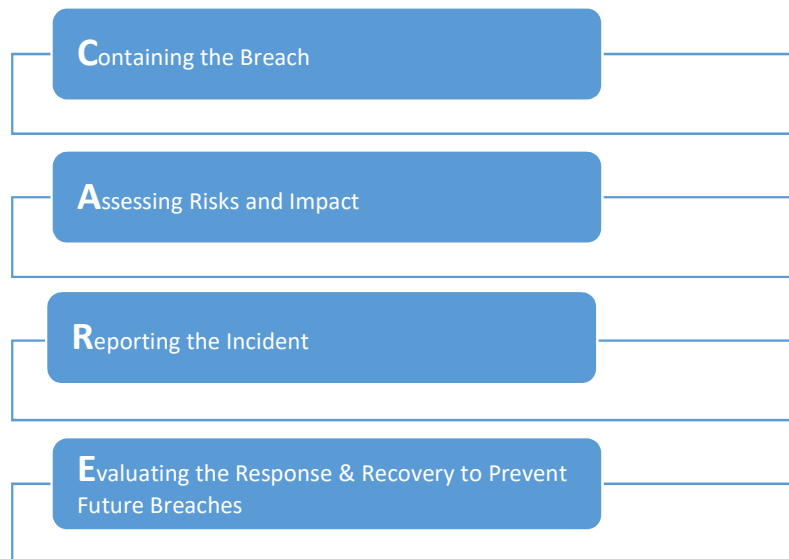 Containing the Breach
Assessing Risks and Impact
Reporting the Incident
Evaluating the Response & Recovery to Prevent
Future Breaches